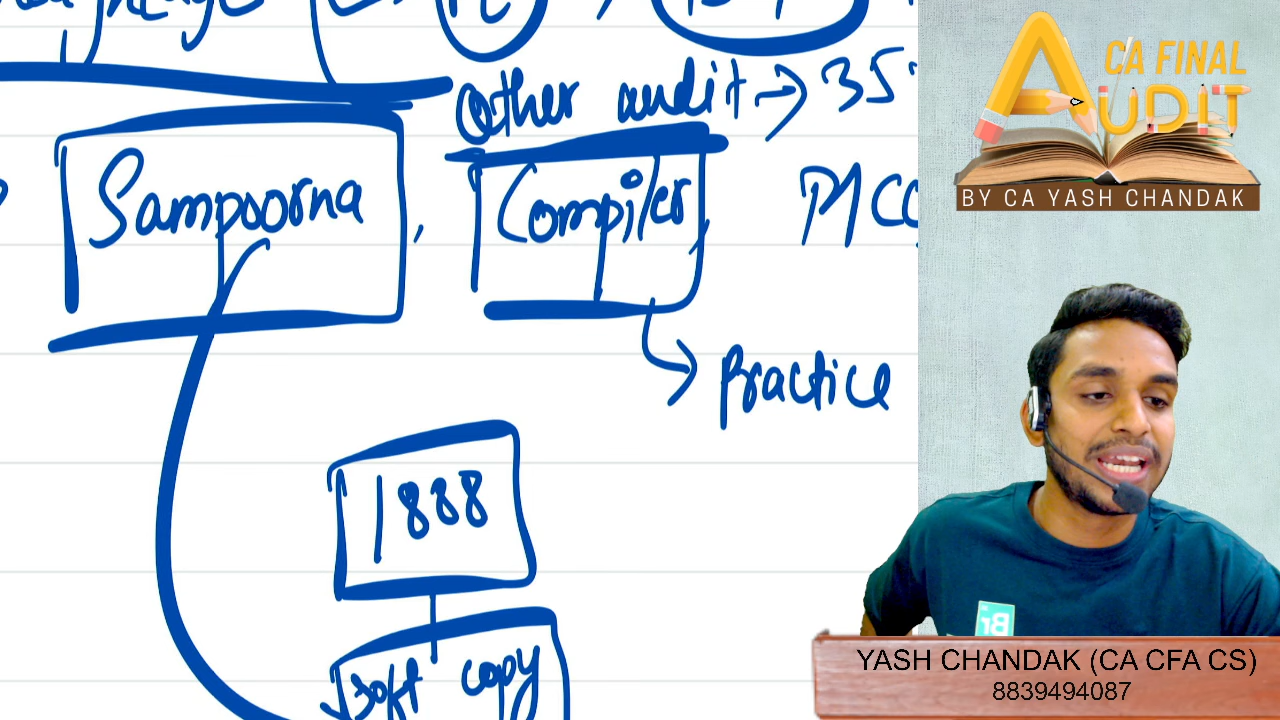 Other audit → 35
Sampoorna , Compiler,
→ Practice
1888
soft copy
CA FINAL
AUDIT
BY CA YASH CHANDAK
Br
YASH CHANDAK (CA CFA CS)
8839494087